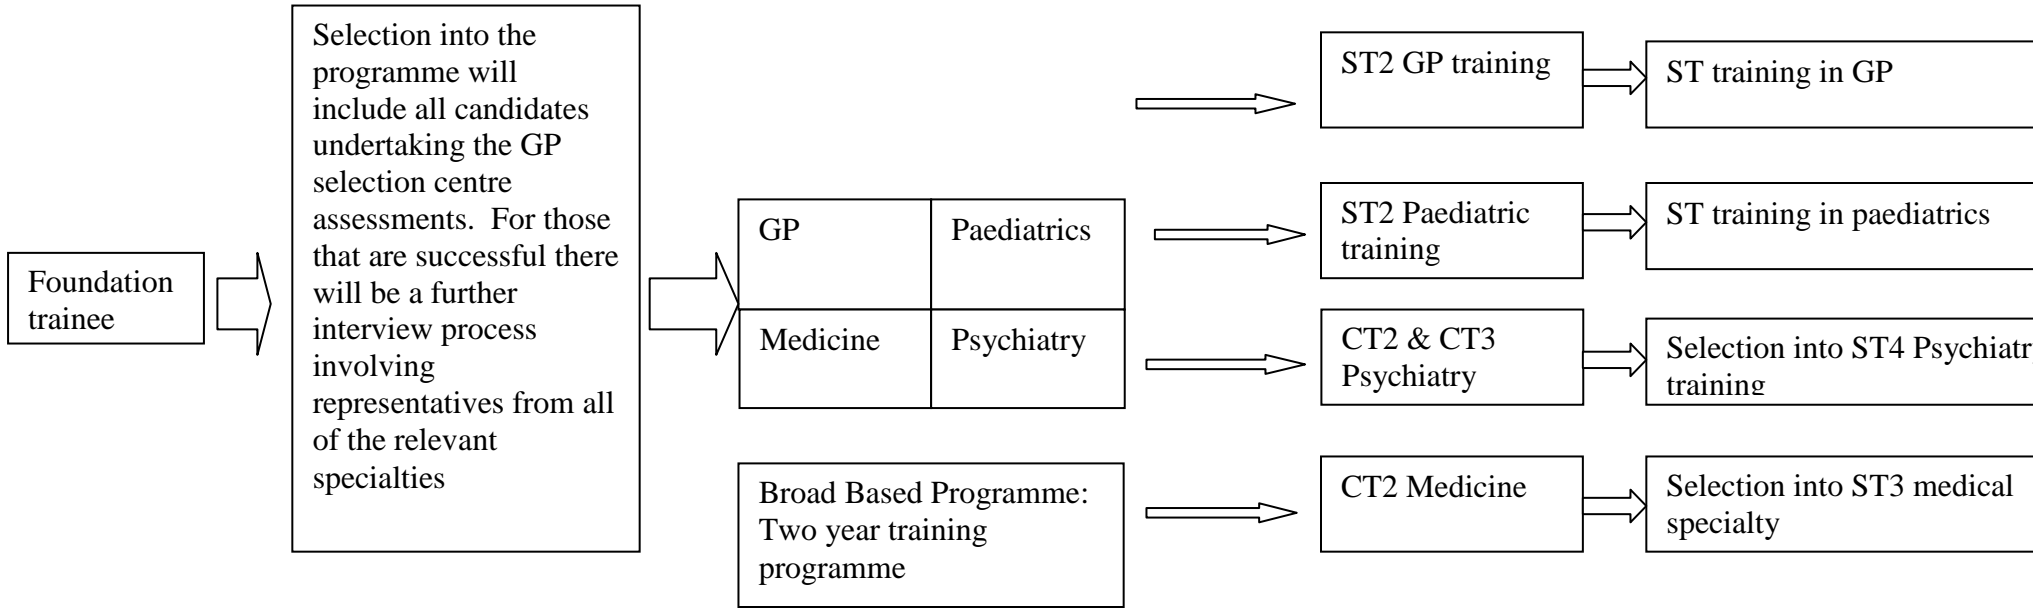 Foundation
trainee
Selection into the
programme will
include all candidates
undertaking the GP
selection centre
assessments.  For those
that are successful there
will be a further
interview process
involving
representatives from all
of the relevant
specialties
GP
Paediatrics
Medicine
Psychiatry
Broad Based Programme:
Two year training
programme
ST2 GP training
ST training in GP
ST2 Paediatric
training
ST training in paediatrics
CT2 & CT3
Psychiatry
Selection into ST4 Psychiatry
training
CT2 Medicine
Selection into ST3 medical
specialty